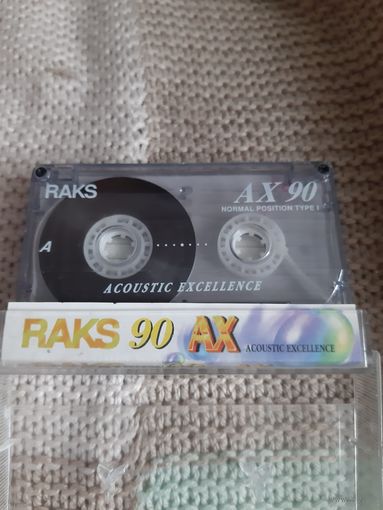 RAKS
AX 90
NORMAL POSITION TYPE I
A
ACOUSTIC EXCELLENCE
RAKS 90 AX ACOUSTIC EXCELLENCE